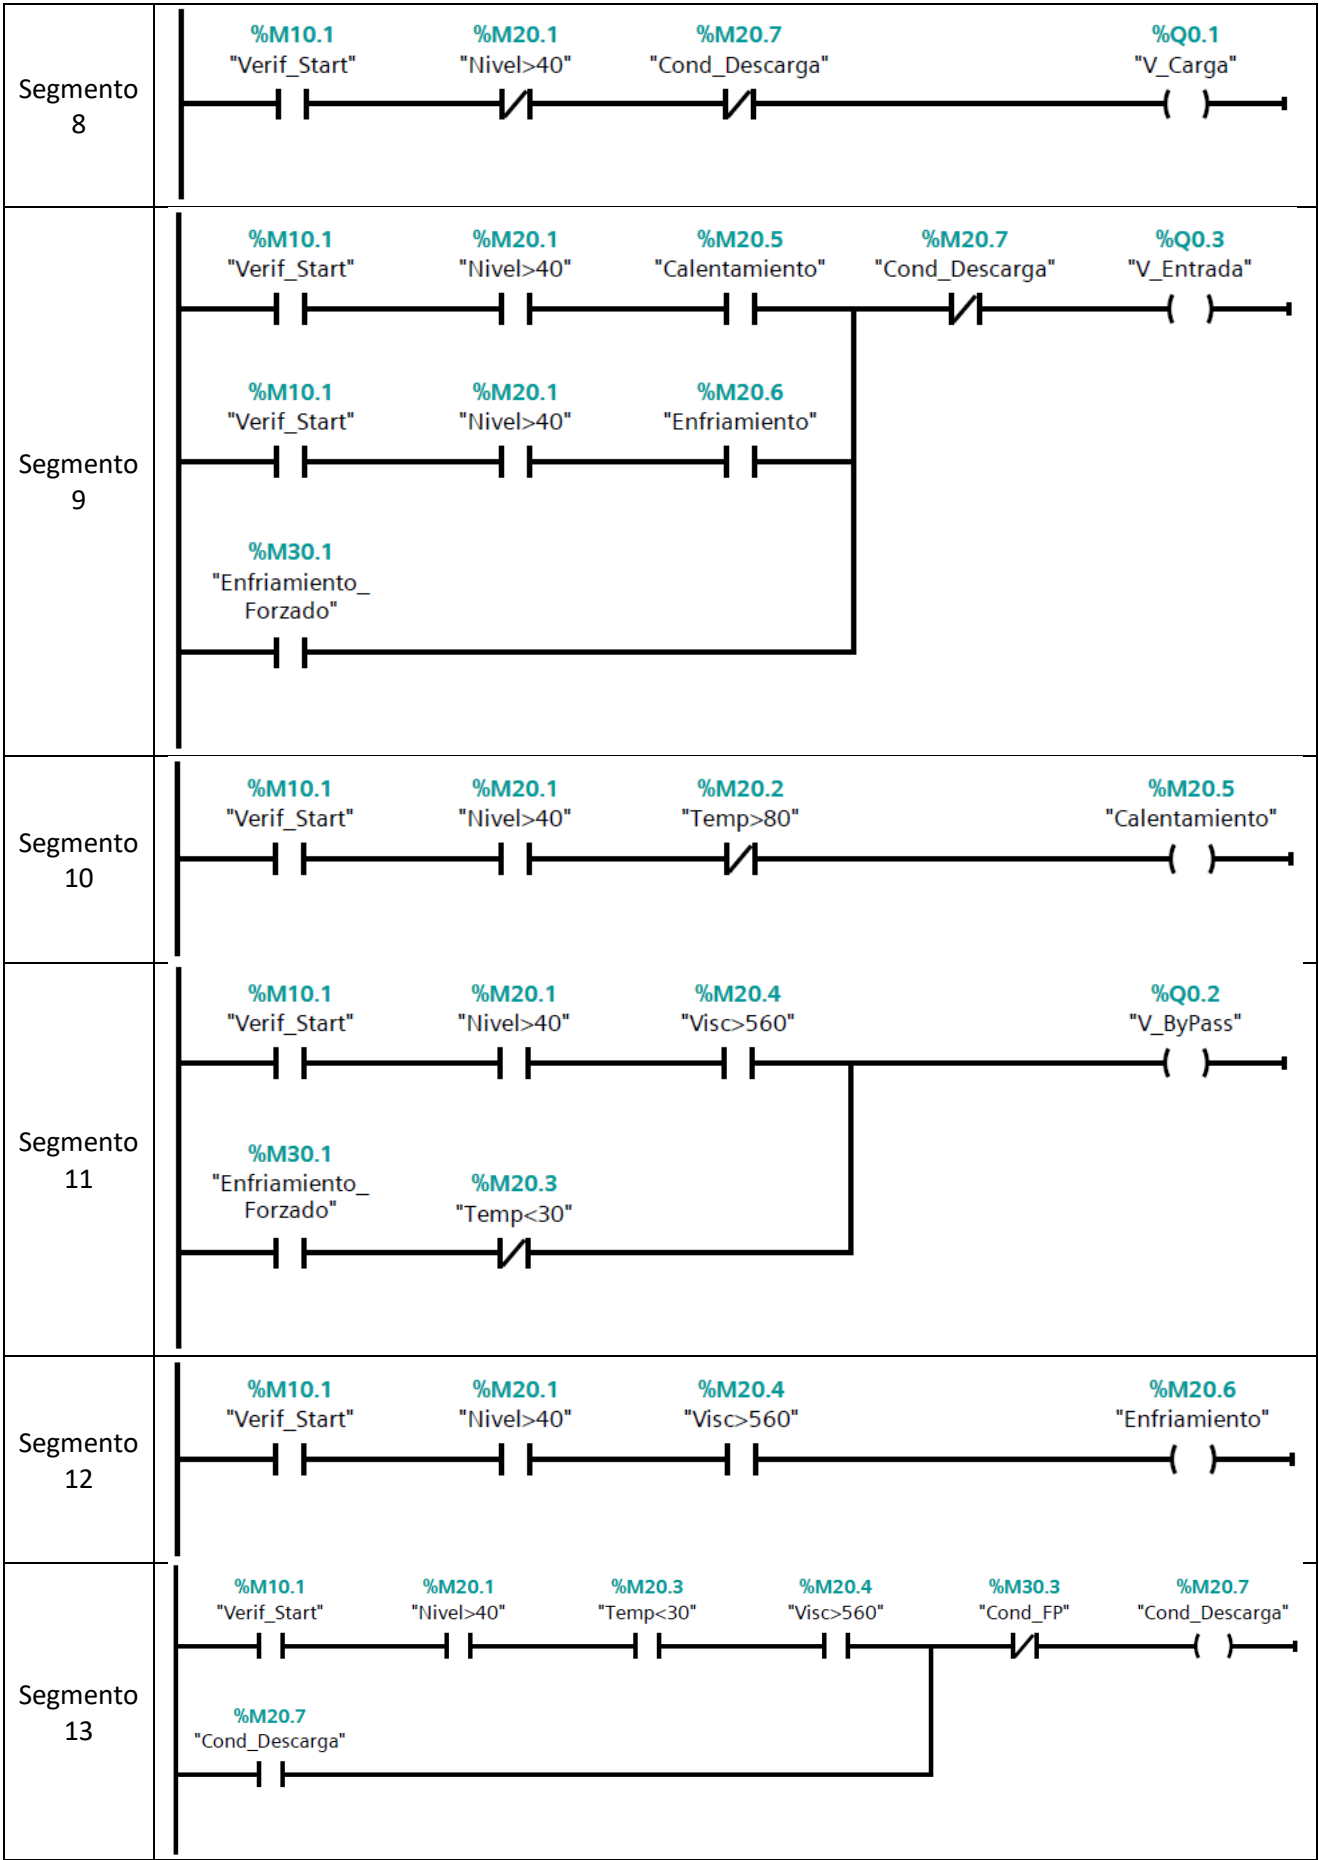 Segmento
8
%M10.1 %M20.1 %M20.7 %Q0.1
"Verif_Start" "Nivel>40" "Cond_Descarga" "V_Carga"
Segmento
9
%M10.1 %M20.1 %M20.5 %M20.7 %Q0.3
"Verif_Start" "Nivel>40" "Calentamiento" "Cond_Descarga" "V_Entrada"
%M10.1 %M20.1 %M20.6
"Verif_Start" "Nivel>40" "Enfriamiento"
%M30.1
"Enfriamiento_
Forzado"
Segmento
10
%M10.1 %M20.1 %M20.2 %M20.5
"Verif_Start" "Nivel>40" "Temp>80" "Calentamiento"
Segmento
11
%M10.1 %M20.1 %M20.4 %Q0.2
"Verif_Start" "Nivel>40" "Visc>560" "V_ByPass"
%M30.1
"Enfriamiento_ %M20.3
Forzado" "Temp<30"
Segmento
12
%M10.1 %M20.1 %M20.4 %M20.6
"Verif_Start" "Nivel>40" "Visc>560" "Enfriamiento"
Segmento
13
%M10.1 %M20.1 %M20.3 %M20.4 %M30.3 %M20.7
"Verif_Start" "Nivel>40" "Temp<30" "Visc>560" "Cond_FP" "Cond_Descarga"
%M20.7
"Cond_Descarga"